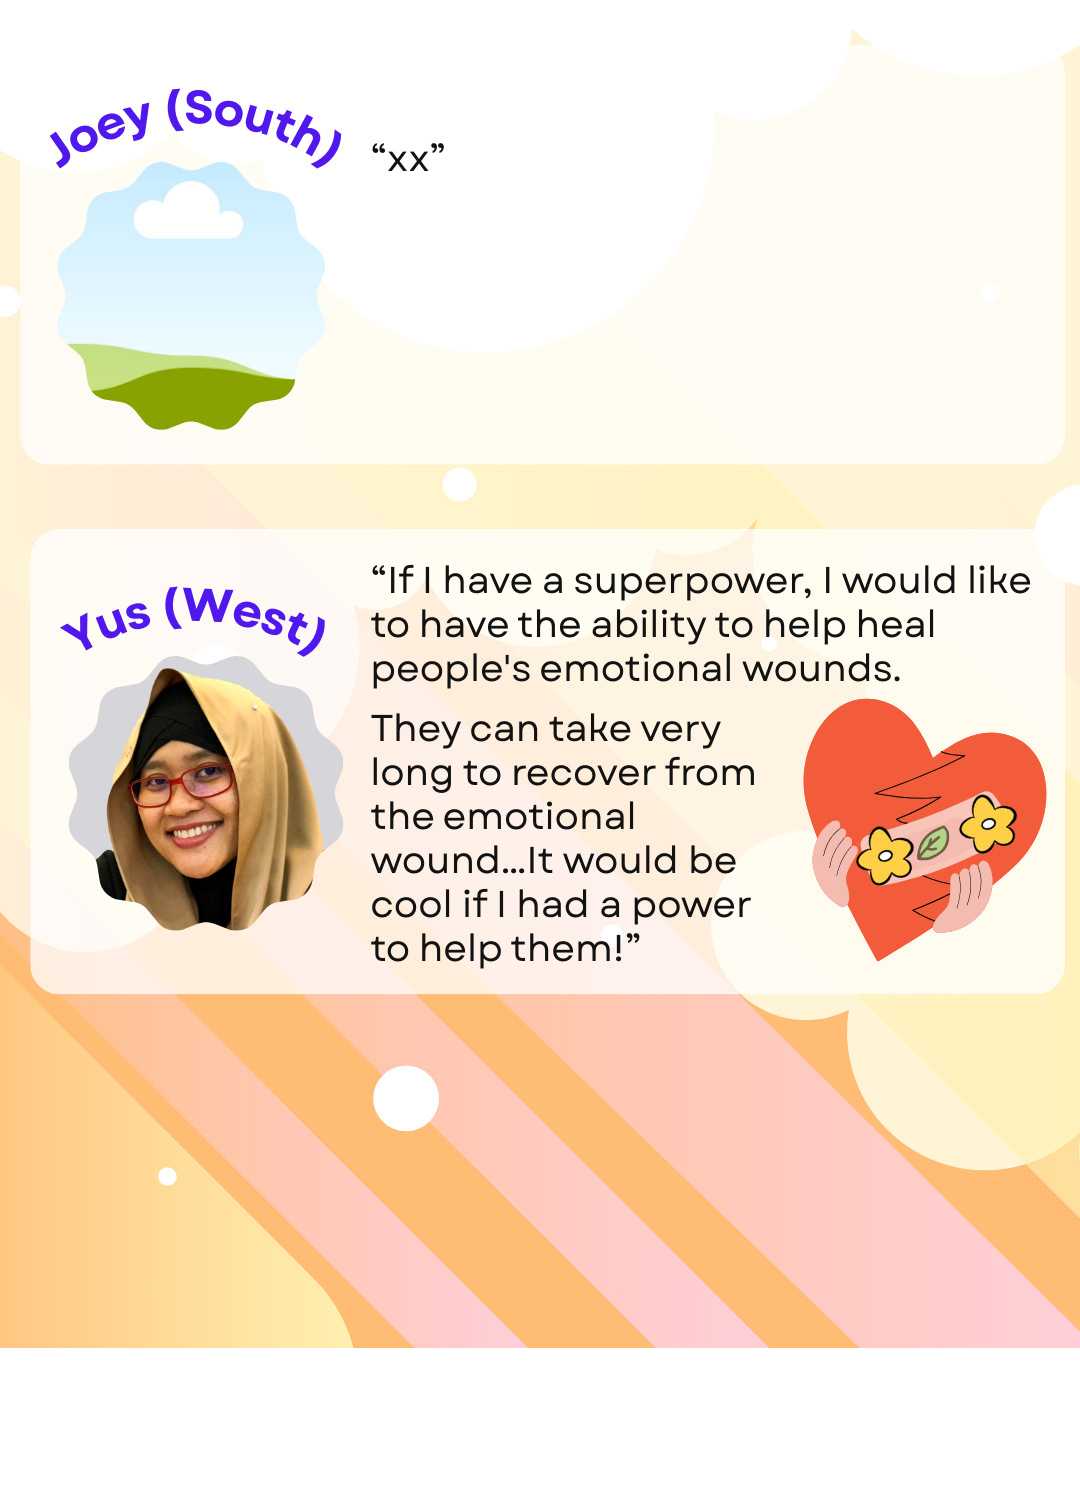 Joey (South)
“xx”
Yus (West)
“If I have a superpower, I would like
to have the ability to help heal
people's emotional wounds.
They can take very
long to recover from
the emotional
wound...It would be
cool if I had a power
to help them!”